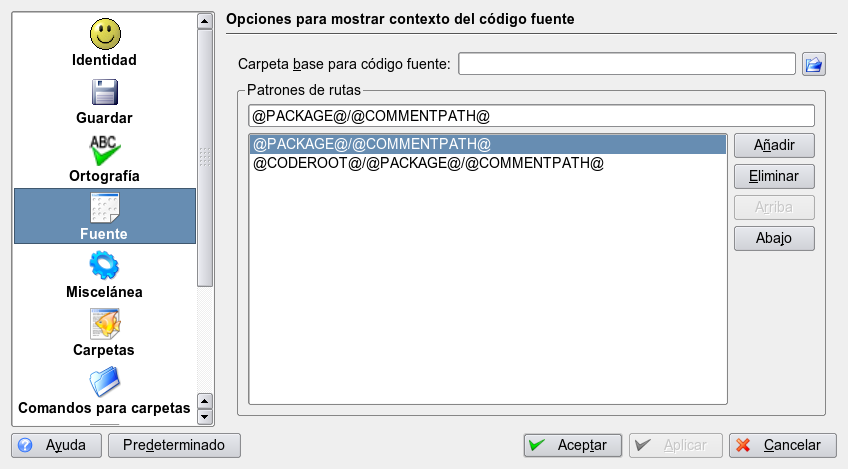 Identidad
Guardar
ABC
Ortografía
Fuente
Miscelánea
Carpetas
Comandos para carpetas
Opciones para mostrar contexto del código fuente
Carpeta base para código fuente:
Patrones de rutas
@PACKAGE@/@COMMENTPATH@
@PACKAGE@/@COMMENTPATH@
@CODEROOT@/@PACKAGE@/@COMMENTPATH@
Añadir
Eliminar
Arriba
Abajo
Ayuda
Predeterminado
Aceptar
Aplicar
Cancelar